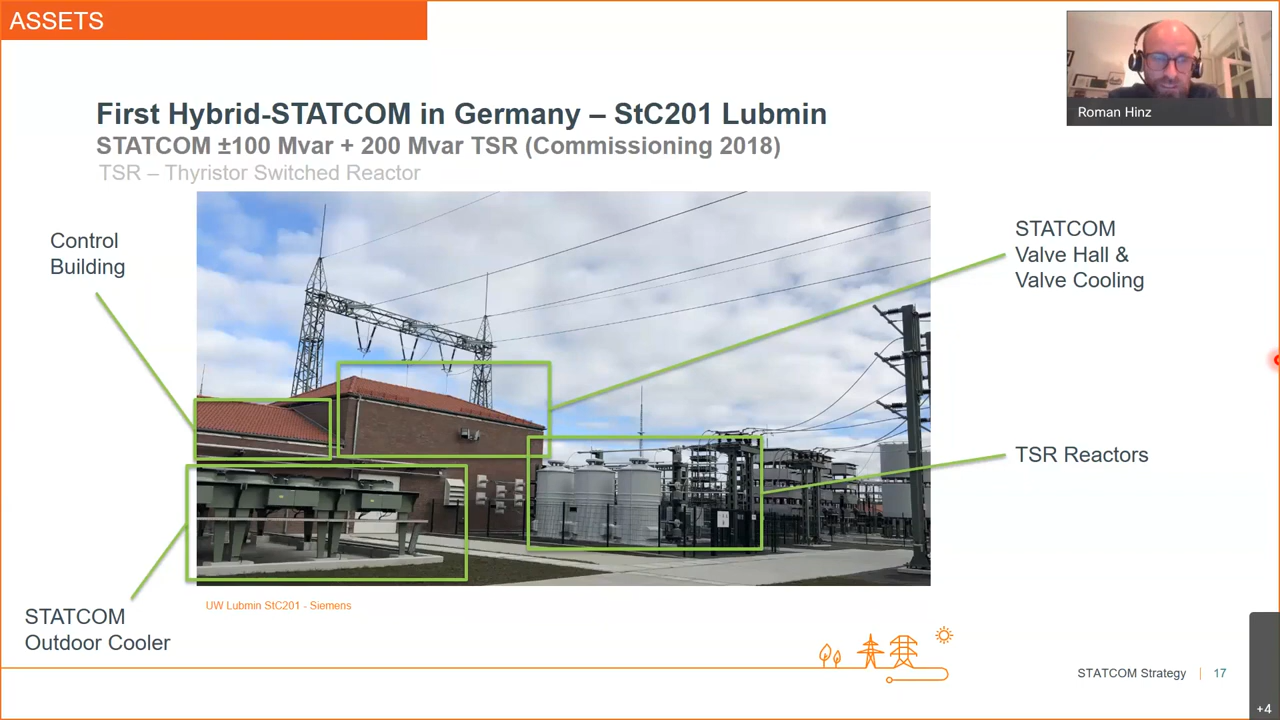 ASSETS
Roman Hinz
First Hybrid-STATCOM in Germany – StC201 Lubmin
STATCOM ±100 Mvar + 200 Mvar TSR (Commissioning 2018)
TSR – Thyristor Switched Reactor
Control
Building
STATCOM
Valve Hall &
Valve Cooling
TSR Reactors
STATCOM
Outdoor Cooler
UW Lubmin StC201 - Siemens
STATCOM Strategy | 17
+4